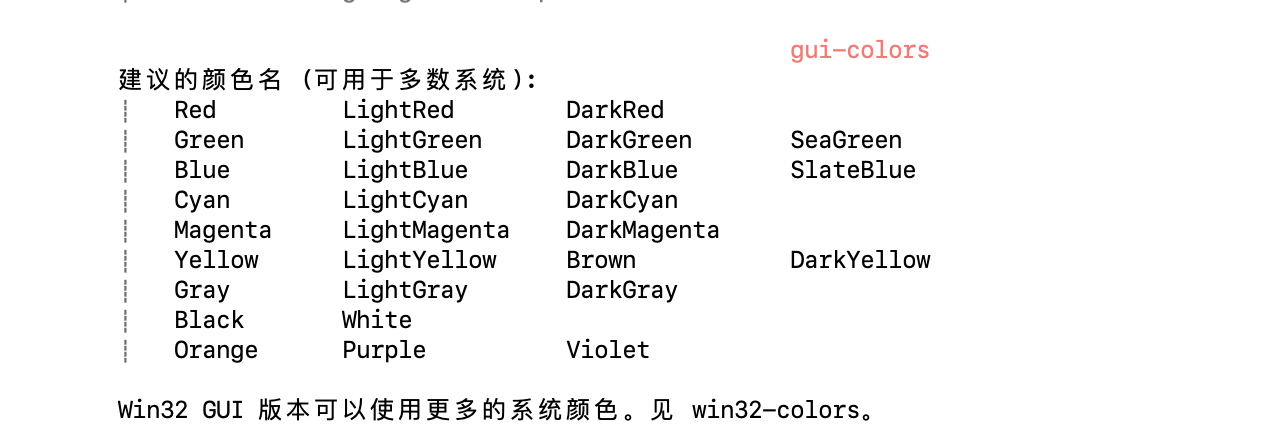 gui-colors
建议的颜色名 (可用于多数系统):
Red LightRed DarkRed
Green LightGreen DarkGreen SeaGreen
Blue LightBlue DarkBlue SlateBlue
Cyan LightCyan DarkCyan
Magenta LightMagenta DarkMagenta
Yellow LightYellow Brown DarkYellow
Gray LightGray DarkGray
Black White
Orange Purple Violet
Win32 GUI 版本可以使用更多的系统颜色。见 win32-colors。